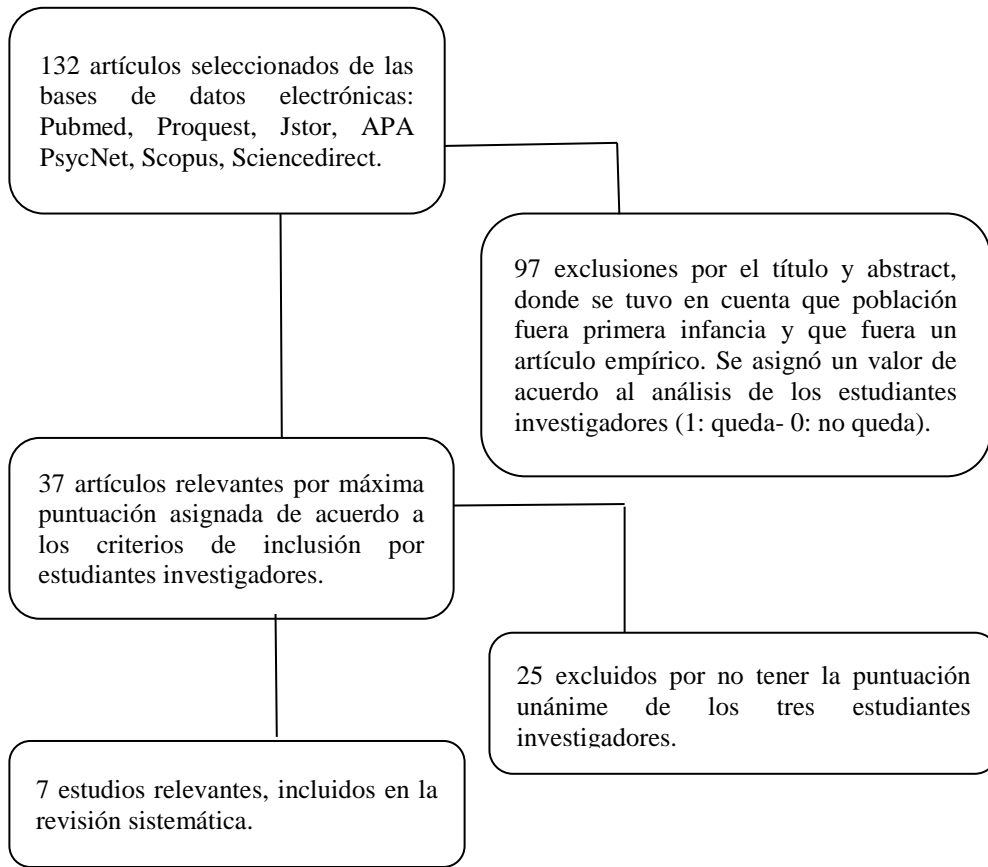 132 artículos seleccionados de las
bases de datos electrónicas:
Pubmed, Proquest, Jstor, APA
PsycNet, Scopus, Sciencedirect.
97 exclusiones por el título y abstract,
donde se tuvo en cuenta que población
fuera primera infancia y que fuera un
artículo empírico. Se asignó un valor de
acuerdo al análisis de los estudiantes
investigadores (1: queda- 0: no queda).
37 artículos relevantes por máxima
puntuación asignada de acuerdo a
los criterios de inclusión por
estudiantes investigadores.
25 excluidos por no tener la puntuación
unánime de los tres estudiantes
investigadores.
7 estudios relevantes, incluidos en la
revisión sistemática.